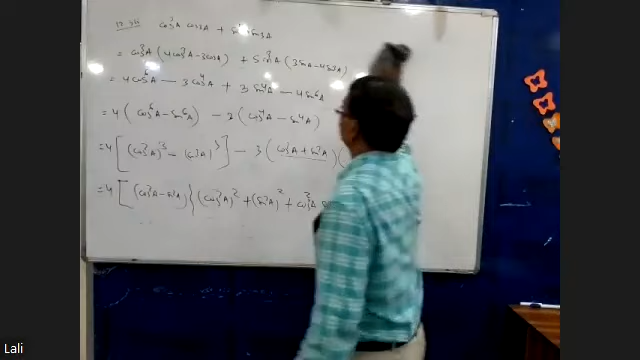 cos³A cos3A + sin³A sin3A
= cos³A (4cos³A - 3cosA) + sin³A (3sinA - 4sin³A)
= 4cos⁶A - 3cos⁴A + 3sin⁴A - 4sin⁶A
= 4(cos⁶A - sin⁶A) - 3(cos⁴A - sin⁴A)
= 4[(cos²A)³ - (sin²A)³] - 3(cos²A + sin²A)(
= 4[(cos²A - sin²A){(cos²A)² + (sin²A)² + cos²A
Lali